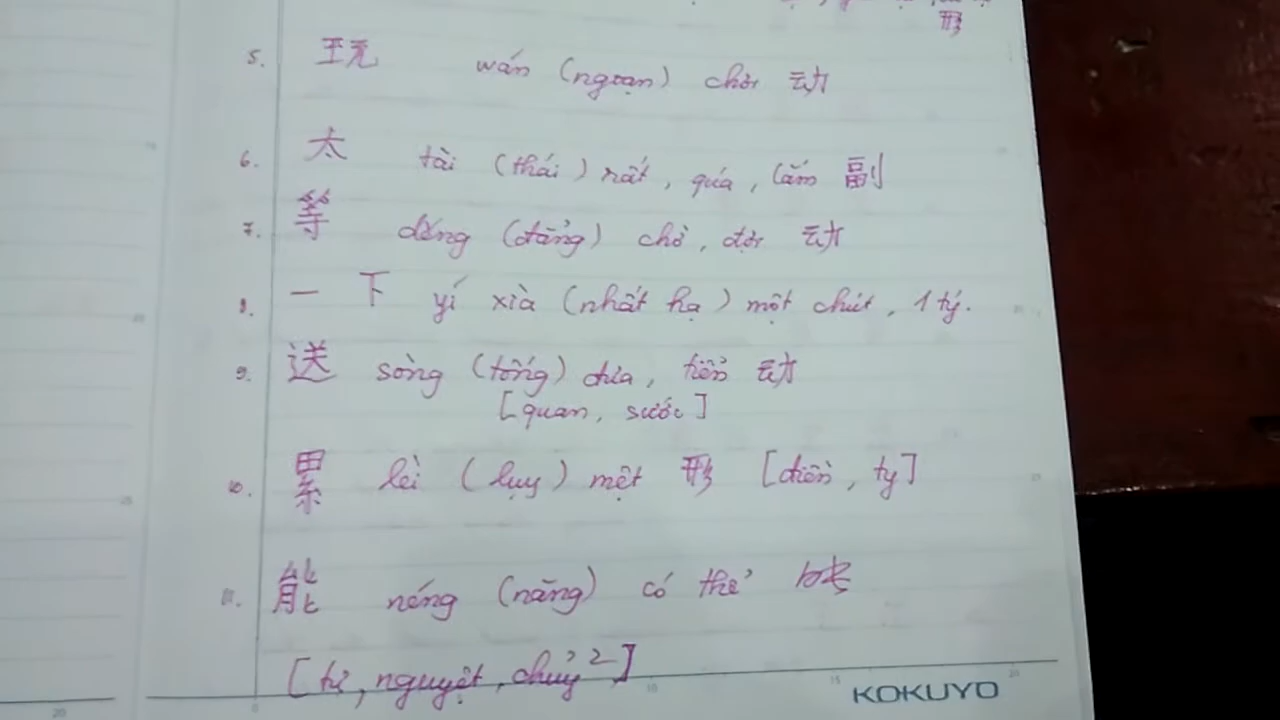 形
5. 玩 wán (ngoạn) chơi 动
6. 太 tài (thái) rất, quá, lắm 副
7. 等 děng (đẳng) chờ, đợi 动
8. 一下 yí xià (nhất hạ) một chút, 1 tý.
9. 送 sòng (tống) đưa, tiễn 动
[quan, sước]
10. 累 lèi (lụy) mệt 形 [điền, ty]
11. 能 néng (năng) có thể
[tư, nguyệt, chuỷ 2]
KOKUYO